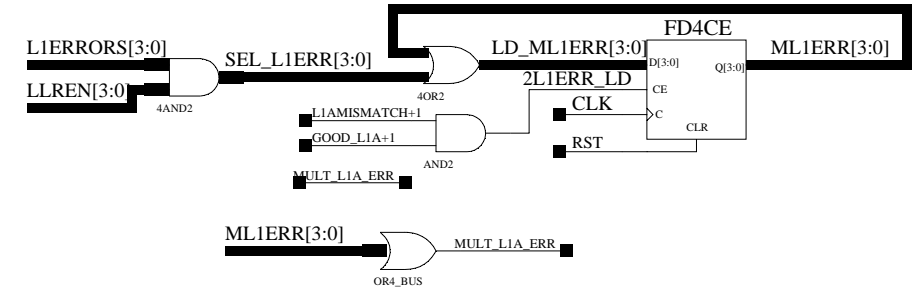 FD4CE
L1ERRORS[3:0]
SEL_L1ERR[3:0]
LD_ML1ERR[3:0]
ML1ERR[3:0]
D[3:0]
Q[3:0]
LLREN[3:0]
2L1ERR_LD
CE
4AND2
4OR2
CLK
C
L1AMISMATCH+1
CLR
GOOD_L1A+1
RST
AND2
MULT_L1A_ERR
ML1ERR[3:0]
MULT_L1A_ERR
OR4_BUS